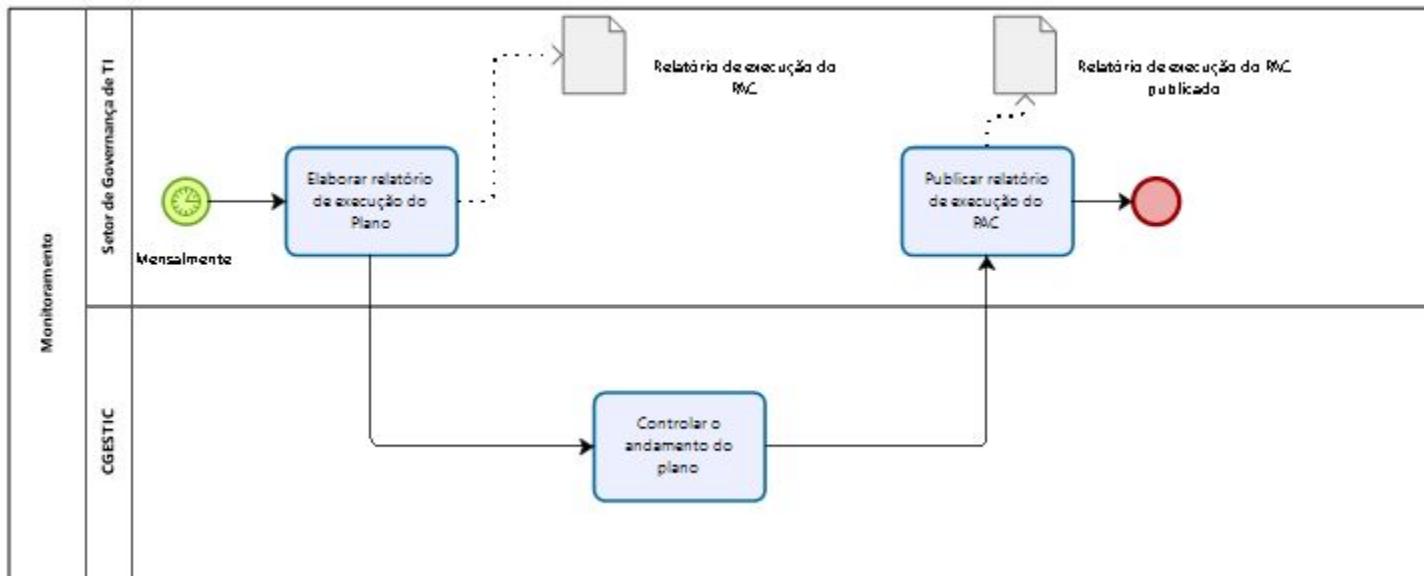 Monitoramento
Setor de Governança de TI
Relatório de execução do
PAC
Relatório de execução do PAC
publicado
Elaborar relatório
de execução do
Plano
Publicar relatório
de execução do
PAC
Mensalmente
CGESTIC
Controlar o
andamento do
plano